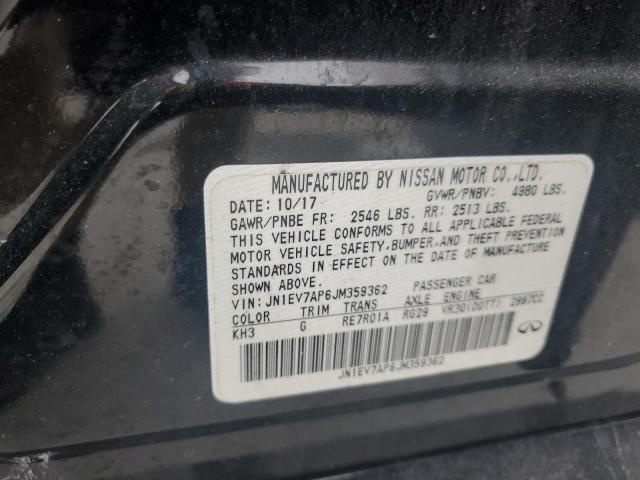 MANUFACTURED BY NISSAN MOTOR CO.,LTD.
DATE: 10/17 GVWR/PNBV: 4980 LBS.
GAWR/PNBE FR: 2546 LBS. RR: 2513 LBS.
THIS VEHICLE CONFORMS TO ALL APPLICABLE FEDERAL
MOTOR VEHICLE SAFETY, BUMPER, AND THEFT PREVENTION
STANDARDS IN EFFECT ON THE DATE OF MANUFACTURE
SHOWN ABOVE.
VIN: JN1EV7AP6JM359362 PASSENGER CAR
COLOR TRIM TRANS AXLE ENGINE
KH3 G RE7R01A RG29 VR30(DDTT) 2997CC
JN1EV7AP6JM359362